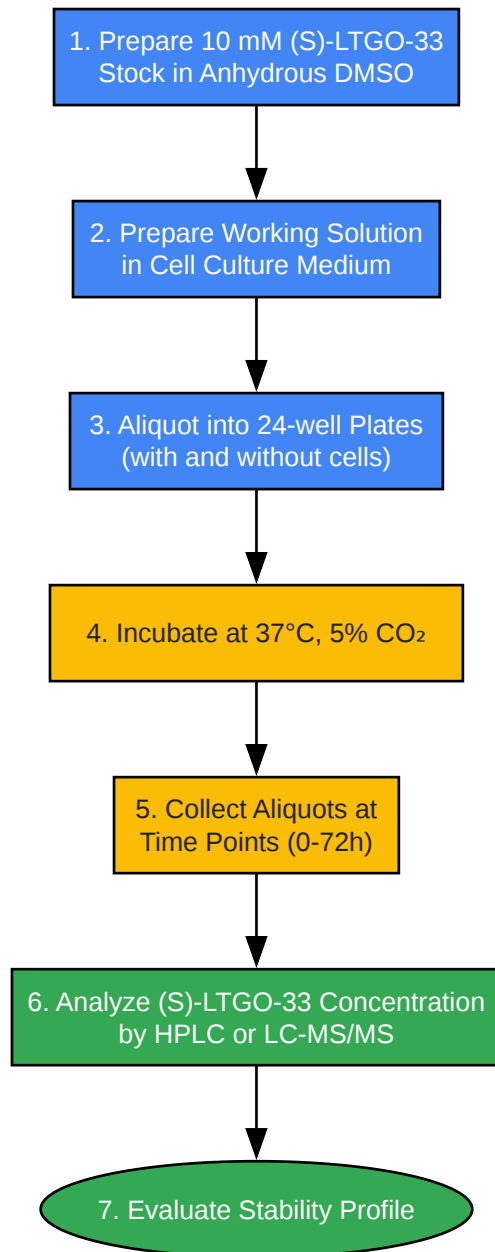 1. Prepare 10 mM (S)-LTGO-33
Stock in Anhydrous DMSO
2. Prepare Working Solution
in Cell Culture Medium
3. Aliquot into 24-well Plates
(with and without cells)
4. Incubate at 37°C, 5% CO₂
5. Collect Aliquots at
Time Points (0-72h)
6. Analyze (S)-LTGO-33 Concentration
by HPLC or LC-MS/MS
7. Evaluate Stability Profile